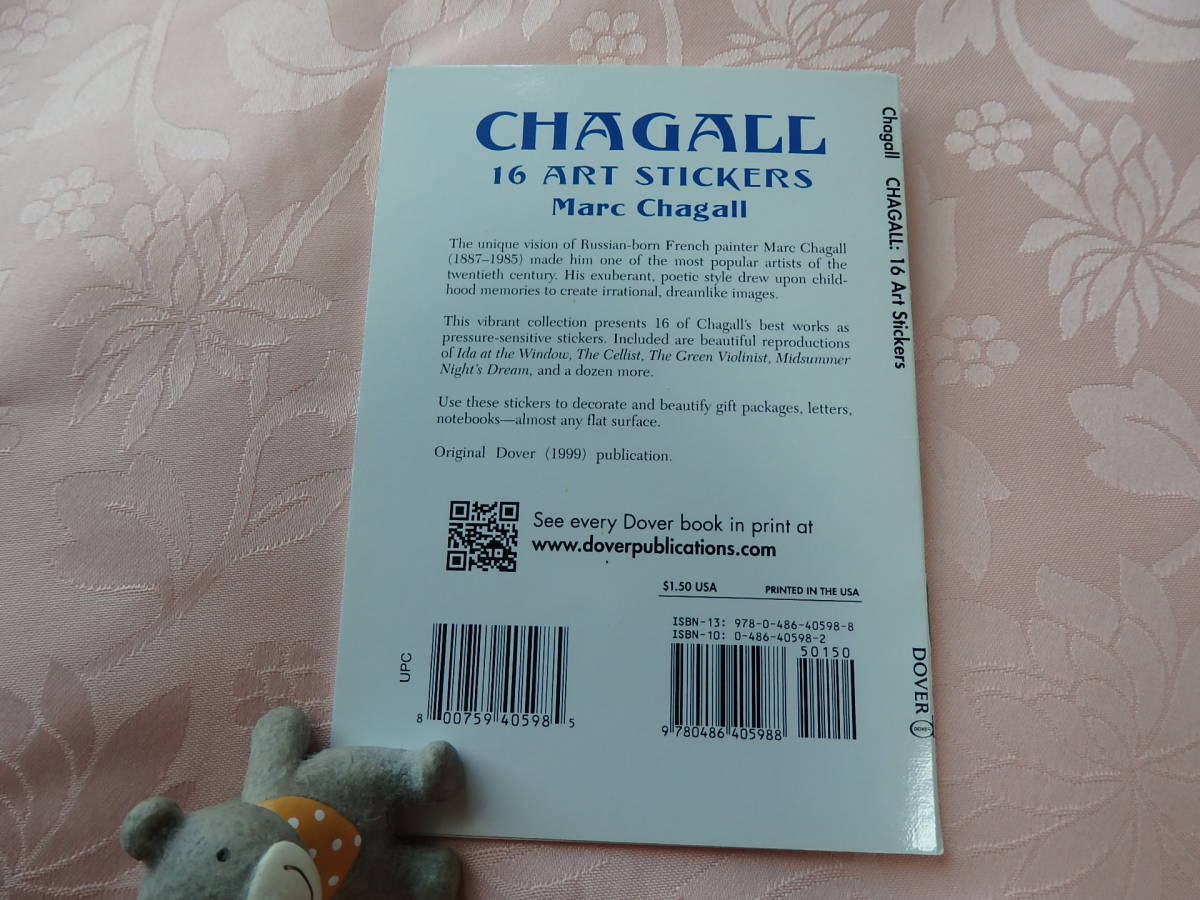 CHAGALL
16 ART STICKERS
Marc Chagall
The unique vision of Russian-born French painter Marc Chagall
(1887–1985) made him one of the most popular artists of the
twentieth century. His exuberant, poetic style drew upon child-
hood memories to create irrational, dreamlike images.
This vibrant collection presents 16 of Chagall's best works as
pressure-sensitive stickers. Included are beautiful reproductions
of Ida at the Window, The Cellist, The Green Violinist, Midsummer
Night's Dream, and a dozen more.
Use these stickers to decorate and beautify gift packages, letters,
notebooks—almost any flat surface.
Original Dover (1999) publication.
See every Dover book in print at
www.doverpublications.com
$1.50 USA PRINTED IN THE USA
ISBN-13: 978-0-486-40598-8
ISBN-10: 0-486-40598-2
50150
UPC
8 00759 40598 5
9 780486 405988
Chagall CHAGALL: 16 Art Stickers
DOVER
DOVER